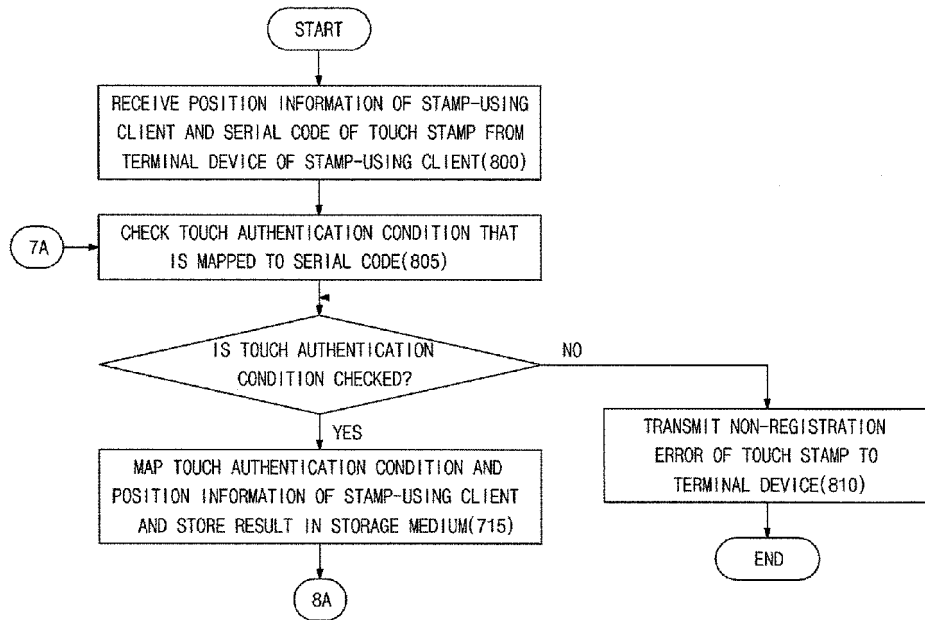 START
RECEIVE POSITION INFORMATION OF STAMP-USING
CLIENT AND SERIAL CODE OF TOUCH STAMP FROM
TERMINAL DEVICE OF STAMP-USING CLIENT(800)
7A
CHECK TOUCH AUTHENTICATION CONDITION THAT
IS MAPPED TO SERIAL CODE(805)
IS TOUCH AUTHENTICATION
CONDITION CHECKED?
NO
YES
TRANSMIT NON-REGISTRATION
ERROR OF TOUCH STAMP TO
TERMINAL DEVICE(810)
MAP TOUCH AUTHENTICATION CONDITION AND
POSITION INFORMATION OF STAMP-USING CLIENT
AND STORE RESULT IN STORAGE MEDIUM(715)
END
8A